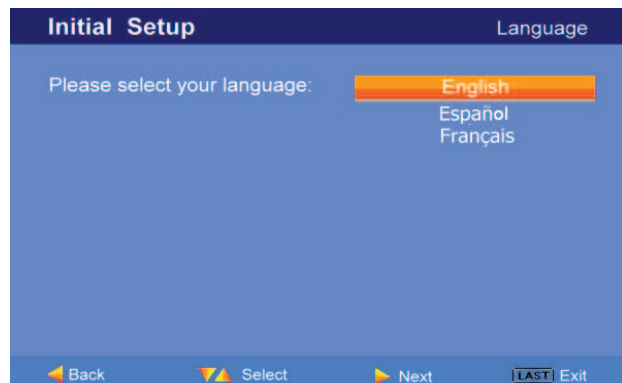 Initial Setup Language
Please select your language: English
Español
Français
Back Select Next LAST Exit